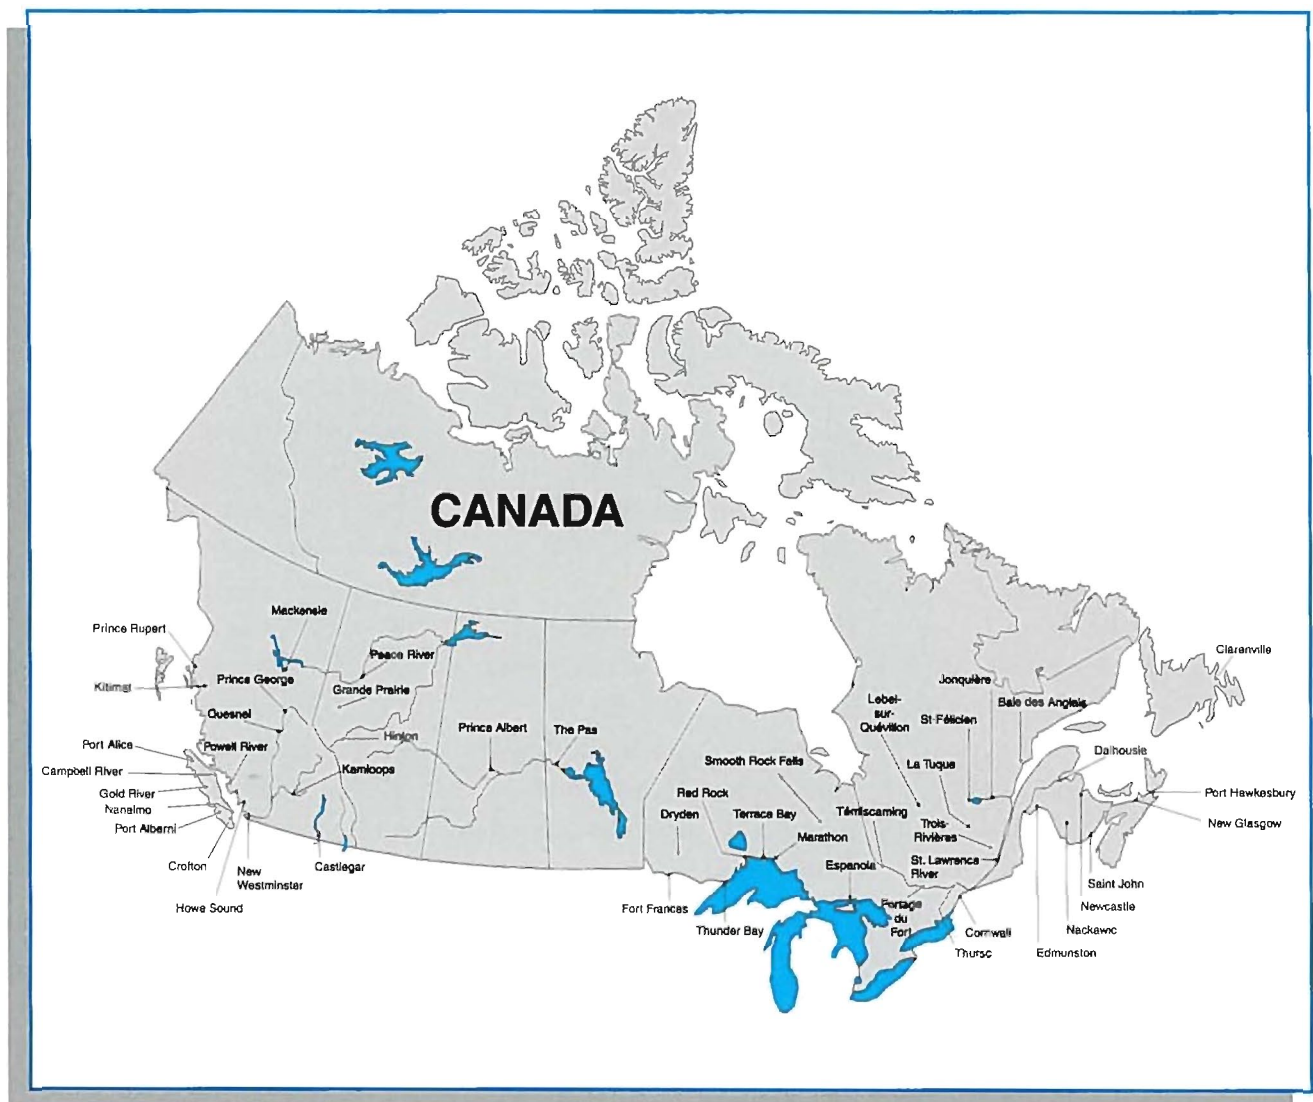 CANADA
Mackensie
Prince Rupert
Peace River
Clarenville
Prince George
Kitimat
Grande Prairie
Jonquière
Lebel-
sur-
Quévillon
Baie des Anglais
Quesnel
St-Félicien
Prince Albert
The Pas
Hinton
Port Alice
Powell River
Dalhousie
Smooth Rock Falls
La Tuque
Campbell River
Kamloops
Gold River
Red Rock
Port Hawkesbury
Nanaimo
Dryden
Terrace Bay
Témiscaming
Trois-
Rivières
New Glasgow
Port Alberni
Marathon
St. Lawrence
River
Crofton
New
Westminster
Castlegar
Espanola
Saint John
Howe Sound
Fort Frances
Portage
du
Fort
Newcastle
Thunder Bay
Cornwall
Nackawic
Thurso
Edmunston